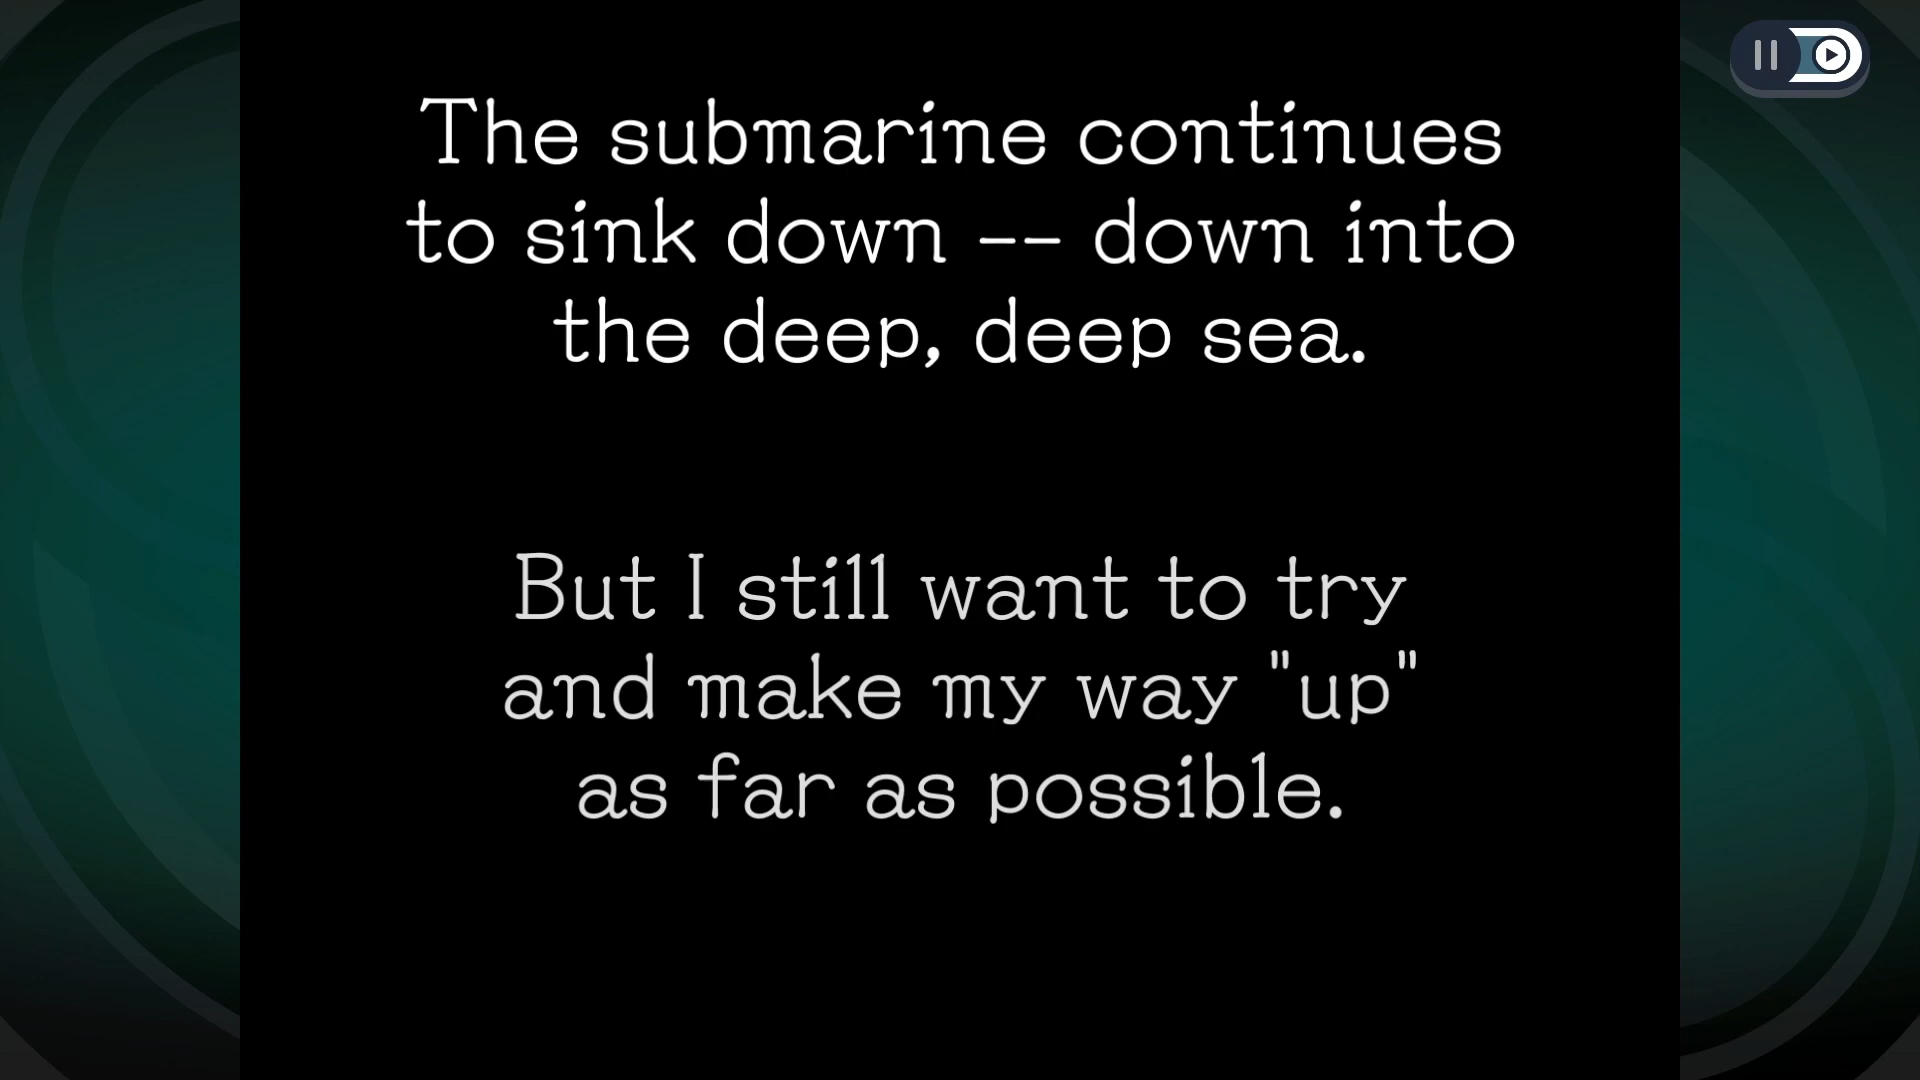 The submarine continues
to sink down -- down into
the deep, deep sea.
But I still want to try
and make my way "up"
as far as possible.